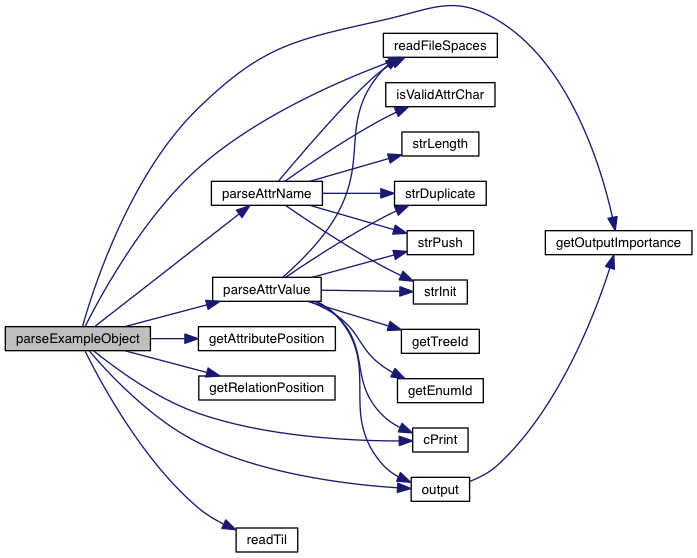 readFileSpaces
isValidAttrChar
strLength
parseAttrName
strDuplicate
strPush
getOutputImportance
parseAttrValue
strInit
parseExampleObject
getAttributePosition
getTreeId
getRelationPosition
getEnumId
cPrint
output
readTil